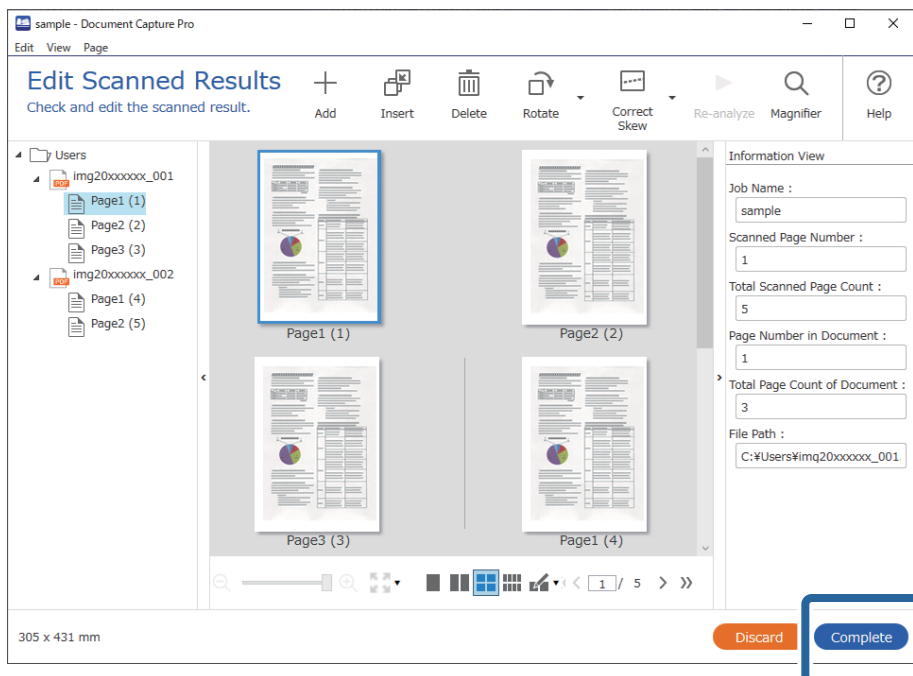 sample - Document Capture Pro
Edit View Page
Edit Scanned Results
Check and edit the scanned result.
Add
Insert
Delete
Rotate
Correct
Skew
Re-analyze
Magnifier
Help
Users
PDF
img20xxxxxx_001
Page1 (1)
Page2 (2)
Page3 (3)
PDF
img20xxxxxx_002
Page1 (4)
Page2 (5)
Page1 (1)
Page2 (2)
Page3 (3)
Page1 (4)
Information View
Job Name :
sample
Scanned Page Number :
1
Total Scanned Page Count :
5
Page Number in Document :
1
Total Page Count of Document :
3
File Path :
C:¥Users¥img20xxxxxx_001.
1 / 5
305 x 431 mm
Discard
Complete